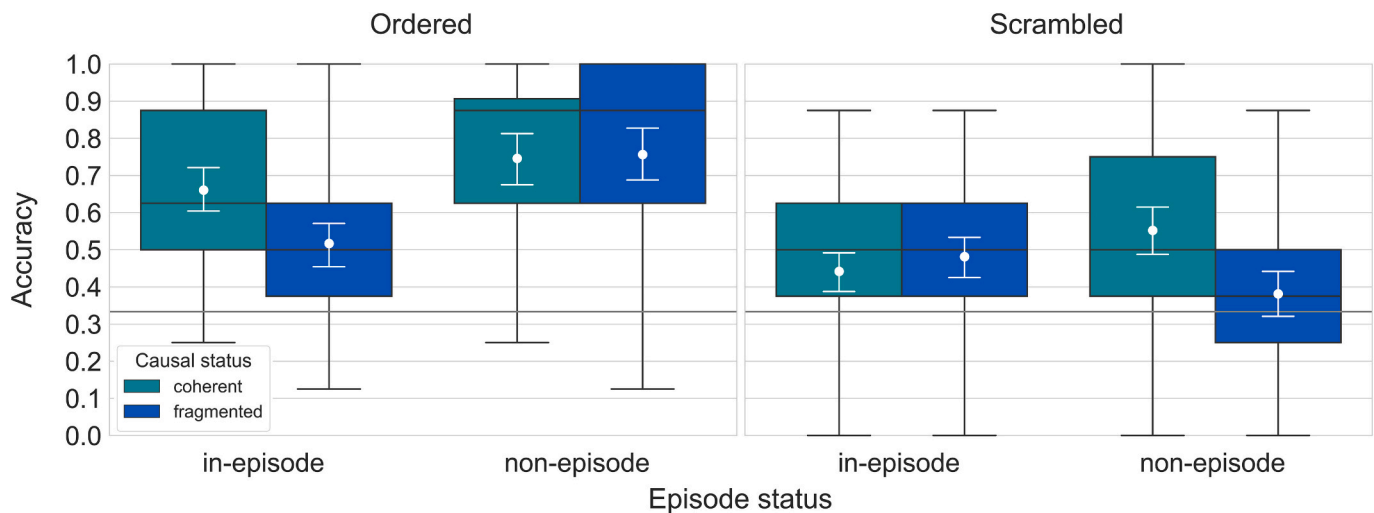 Ordered
Scrambled
Accuracy
1.0
0.9
0.8
0.7
0.6
0.5
0.4
0.3
0.2
0.1
0.0
Causal status
coherent
fragmented
in-episode
non-episode
in-episode
non-episode
Episode status